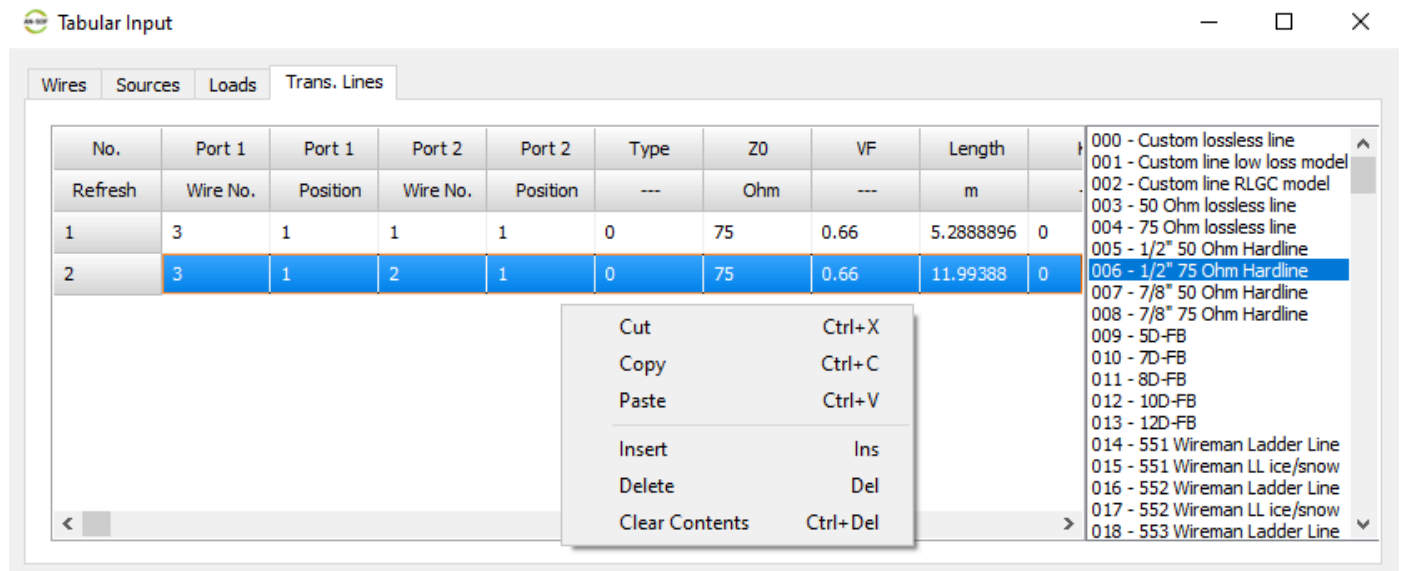 AN-SOF Tabular Input
Wires Sources Loads Trans. Lines
No. Port 1 Port 1 Port 2 Port 2 Type Z0 VF Length
Refresh Wire No. Position Wire No. Position --- Ohm --- m
1 3 1 1 1 0 75 0.66 5.2888896 0
2 3 1 2 1 0 75 0.66 11.99388 0
Cut Ctrl+X
Copy Ctrl+C
Paste Ctrl+V
Insert Ins
Delete Del
Clear Contents Ctrl+Del
000 - Custom lossless line
001 - Custom line low loss model
002 - Custom line RLGC model
003 - 50 Ohm lossless line
004 - 75 Ohm lossless line
005 - 1/2" 50 Ohm Hardline
006 - 1/2" 75 Ohm Hardline
007 - 7/8" 50 Ohm Hardline
008 - 7/8" 75 Ohm Hardline
009 - 5D-FB
010 - 7D-FB
011 - 8D-FB
012 - 10D-FB
013 - 12D-FB
014 - 551 Wireman Ladder Line
015 - 551 Wireman LL ice/snow
016 - 552 Wireman Ladder Line
017 - 552 Wireman LL ice/snow
018 - 553 Wireman Ladder Line